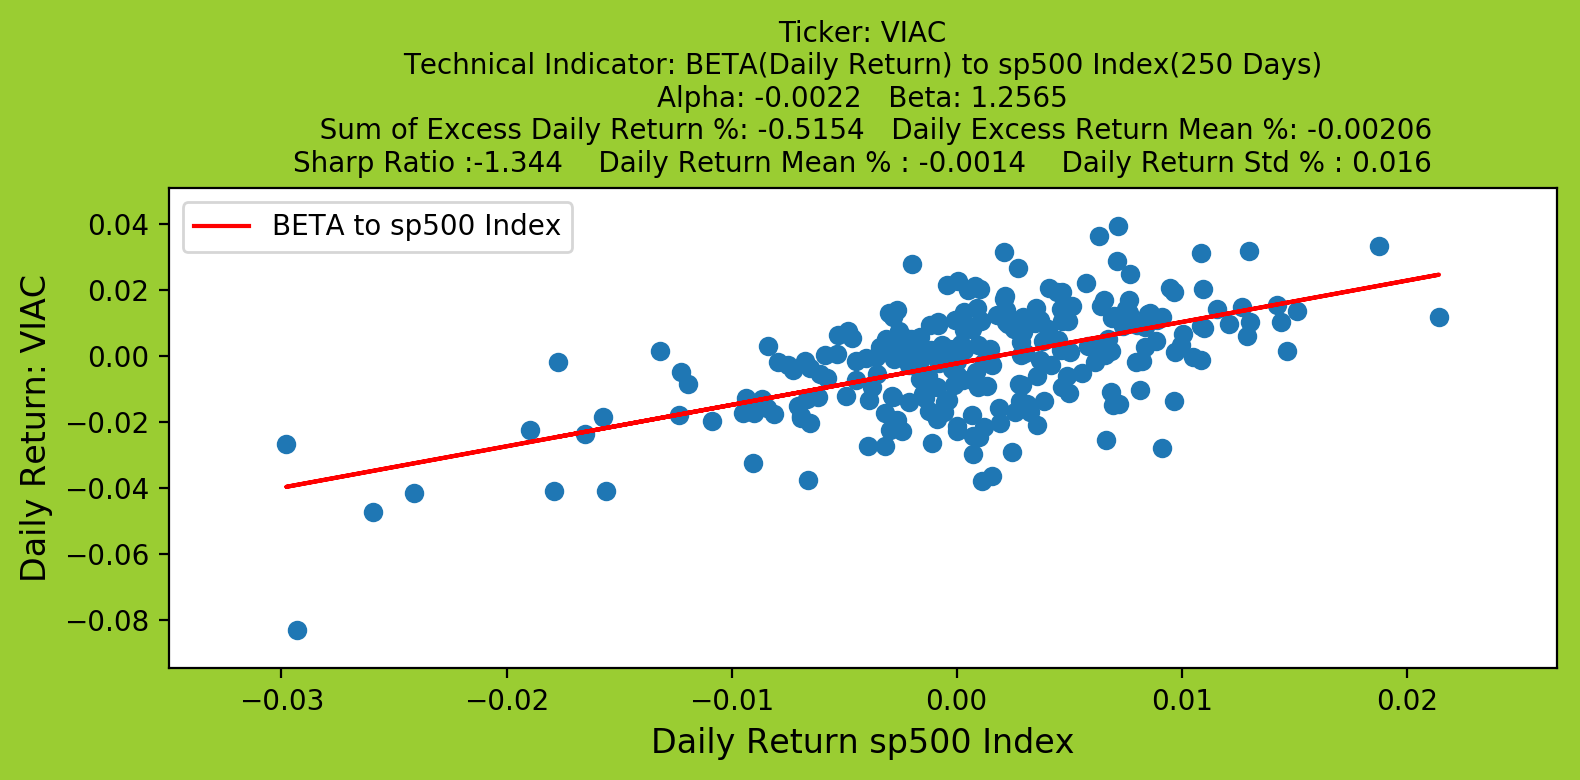 Ticker: VIAC
Technical Indicator: BETA(Daily Return) to sp500 Index(250 Days)
Alpha: -0.0022 Beta: 1.2565
Sum of Excess Daily Return %: -0.5154 Daily Excess Return Mean %: -0.00206
Sharp Ratio :-1.344 Daily Return Mean % : -0.0014 Daily Return Std % : 0.016
BETA to sp500 Index
Daily Return: VIAC
0.04
0.02
0.00
−0.02
−0.04
−0.06
−0.08
−0.03 −0.02 −0.01 0.00 0.01 0.02
Daily Return sp500 Index